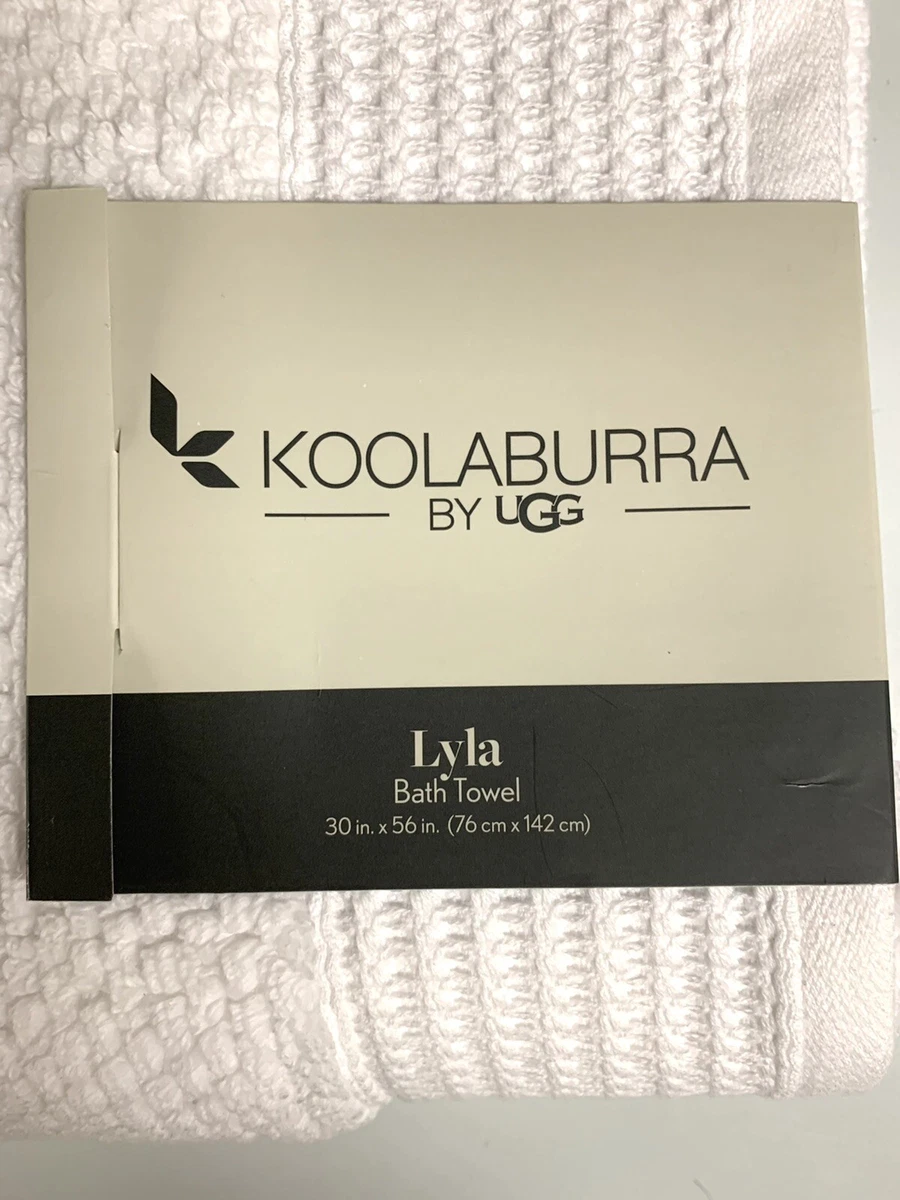 KOOLABURRA
BY UGG
Lyla
Bath Towel
30 in. x 56 in. (76 cm x 142 cm)